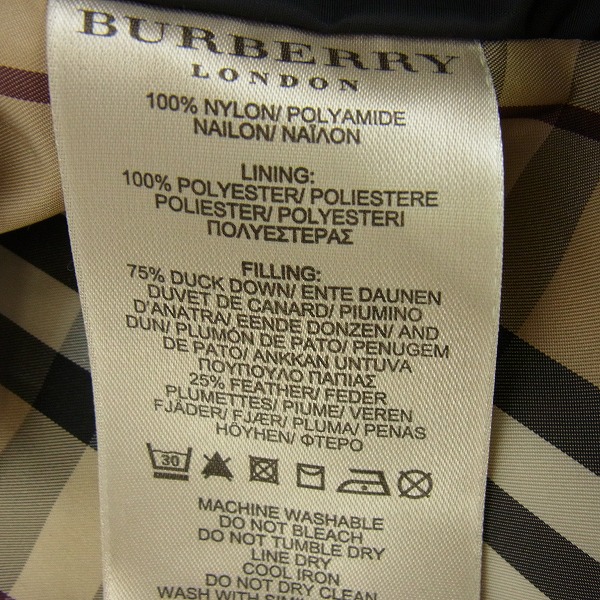 BURBERRY
LONDON
100% NYLON/ POLYAMIDE
NAILON/ ΝΑΪΛΟΝ
LINING:
100% POLYESTER/ POLIESTERE
POLIESTER/ POLYESTERI
ΠΟΛΥΕΣΤΕΡΑΣ
FILLING:
75% DUCK DOWN/ ENTE DAUNEN
DUVET DE CANARD/ PIUMINO
D'ANATRA/ EENDE DONZEN/ AND
DUN/ PLUMÓN DE PATO/ PENUGEM
DE PATO/ ANKKAN UNTUVA
ΠΟΥΠΟΥΛΟ ΠΑΠΙΑΣ
25% FEATHER/ FEDER
PLUMETTES/ PIUME/ VEREN
FJÄDER/ FJÆR/ PLUMA/ PENAS
HÖYHEN/ ΦΤΕΡΟ
30
MACHINE WASHABLE
DO NOT BLEACH
DO NOT TUMBLE DRY
LINE DRY
COOL IRON
DO NOT DRY CLEAN
WASH WITH